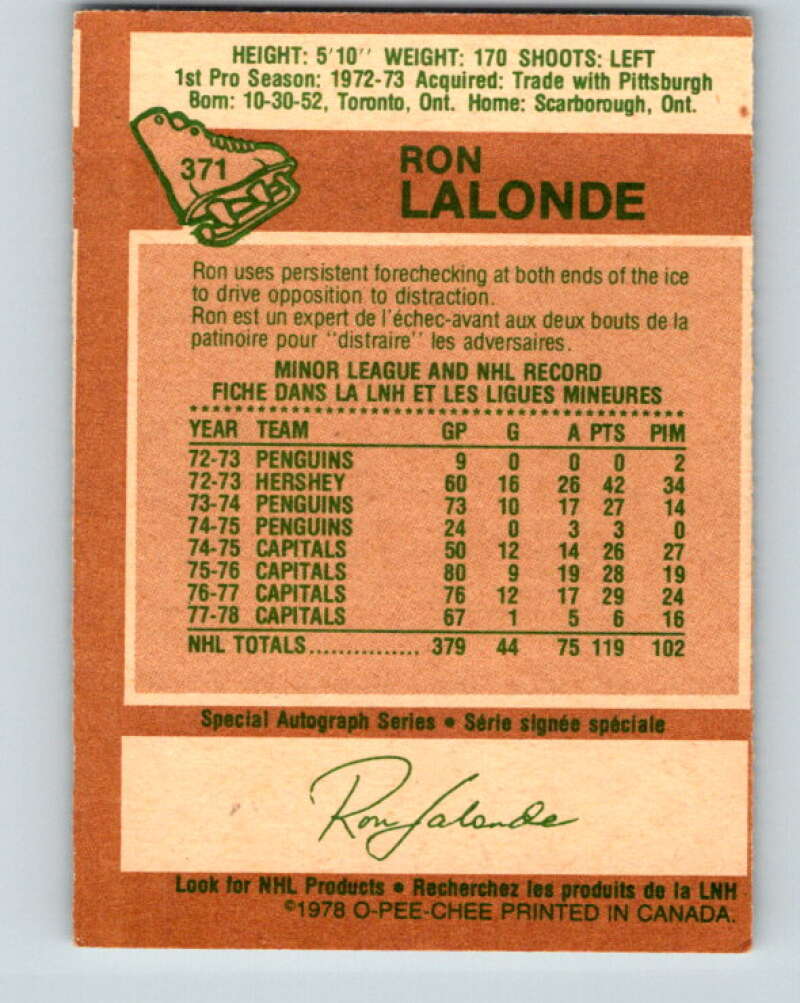 HEIGHT: 5'10" WEIGHT: 170 SHOOTS: LEFT
1st Pro Season: 1972-73 Acquired: Trade with Pittsburgh
Born: 10-30-52, Toronto, Ont. Home: Scarborough, Ont.
371
RON
LALONDE
Ron uses persistent forechecking at both ends of the ice
to drive opposition to distraction.
Ron est un expert de l'échec-avant aux deux bouts de la
patinoire pour "distraire" les adversaires.
MINOR LEAGUE AND NHL RECORD
FICHE DANS LA LNH ET LES LIGUES MINEURES
YEAR TEAM GP G A PTS PIM
72-73 PENGUINS 9 0 0 0 2
72-73 HERSHEY 60 16 26 42 34
73-74 PENGUINS 73 10 17 27 14
74-75 PENGUINS 24 0 3 3 0
74-75 CAPITALS 50 12 14 26 27
75-76 CAPITALS 80 9 19 28 19
76-77 CAPITALS 76 12 17 29 24
77-78 CAPITALS 67 1 5 6 16
NHL TOTALS............... 379 44 75 119 102
Special Autograph Series • Série signée spéciale
Ron Lalonde
Look for NHL Products • Recherchez les produits de la LNH
©1978 O-PEE-CHEE PRINTED IN CANADA.